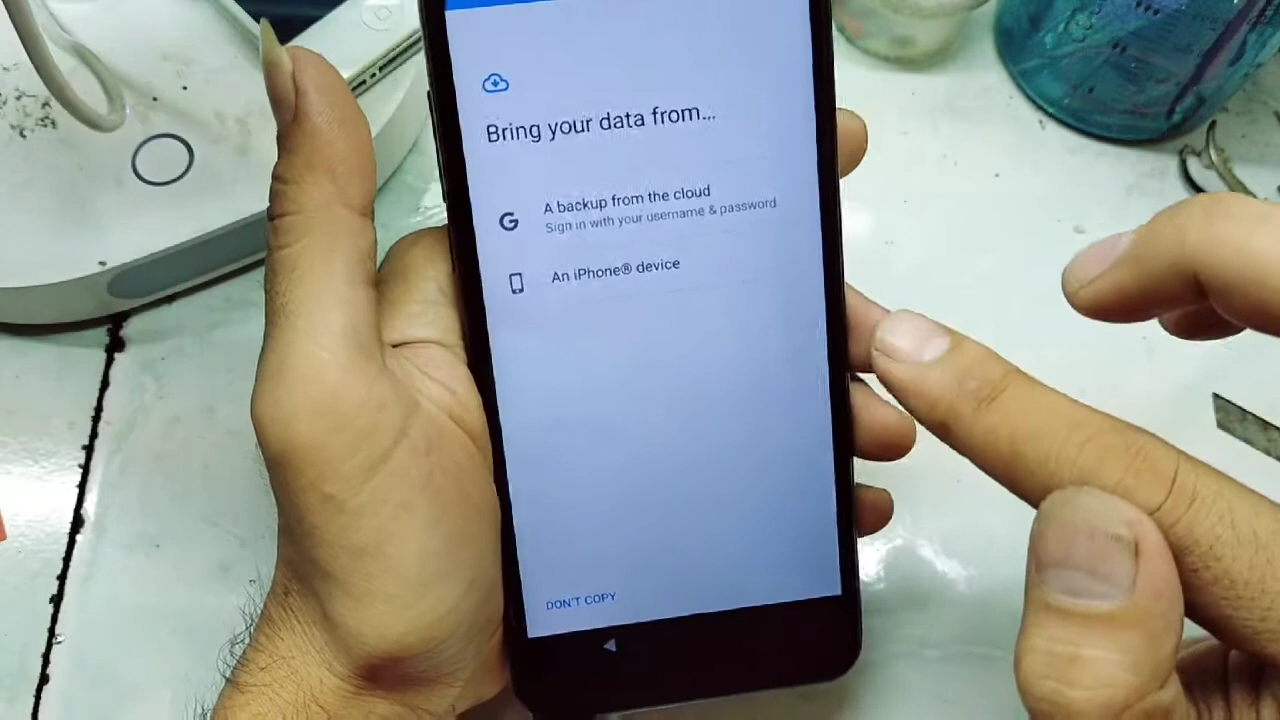 Bring your data from...
A backup from the cloud
Sign in with your username & password
An iPhone® device
DON'T COPY